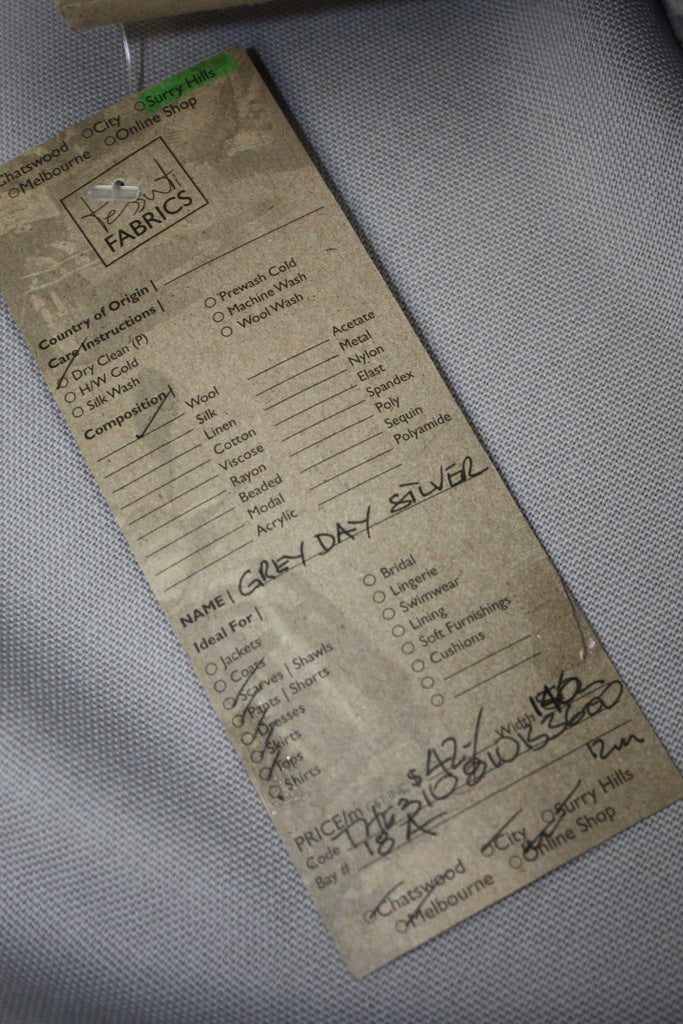 Chatswood City Surry Hills
Melbourne Online Shop
tessuti
FABRICS
Country of Origin |
Care Instructions |
Dry Clean (P)
H/W Cold
Silk Wash
Prewash Cold
Machine Wash
Wool Wash
Composition |
Wool
Silk
Linen
Cotton
Viscose
Rayon
Beaded
Modal
Acrylic
Acetate
Metal
Nylon
Elast
Spandex
Poly
Sequin
Polyamide
NAME | GREY DAY SILVER
Ideal For |
Jackets
Coats
Scarves | Shawls
Pants | Shorts
Dresses
Skirts
Tops
Shirts
Bridal
Lingerie
Swimwear
Lining
Soft Furnishings
Cushions
PRICE/m $42-/ Width
Code
Bay # 18A 12m
Chatswood City Surry Hills
Melbourne Online Shop